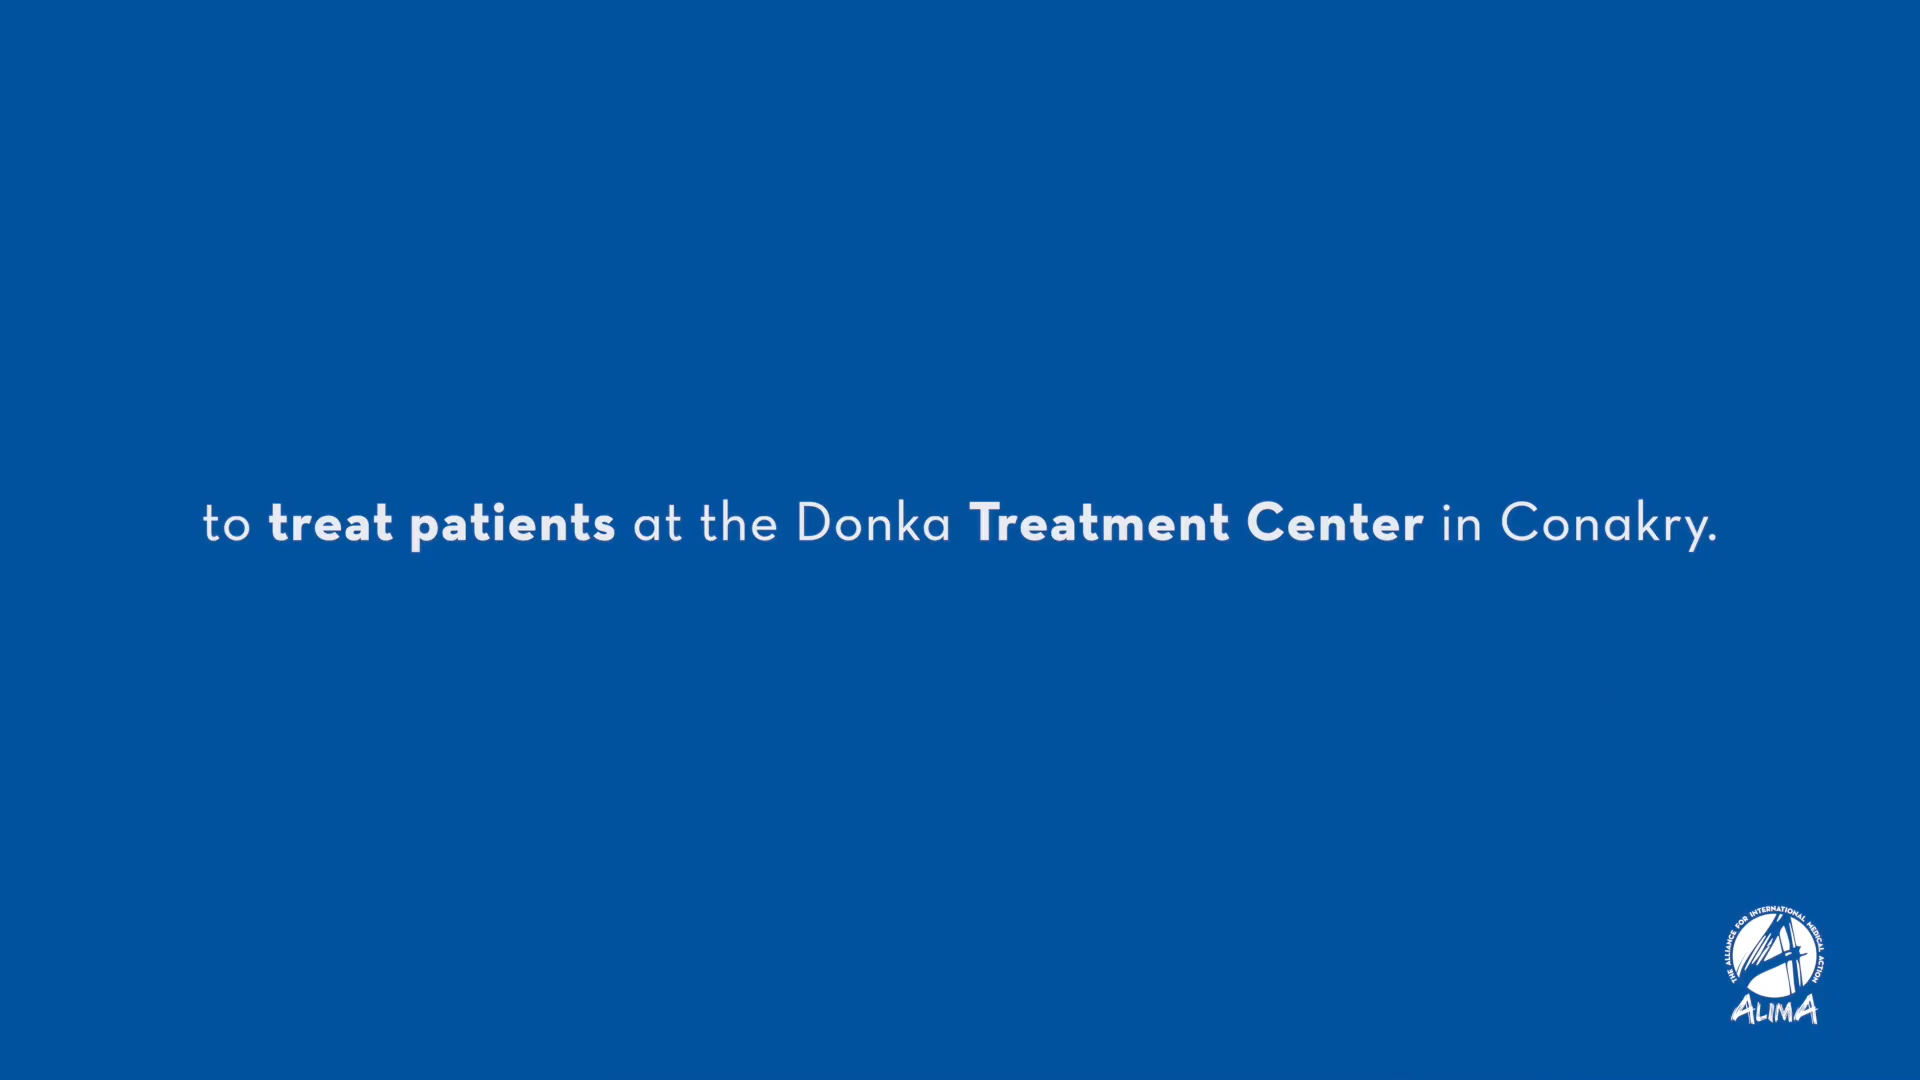 to treat patients at the Donka Treatment Center in Conakry.
THE ALLIANCE FOR INTERNATIONAL MEDICAL ACTION
ALIMA